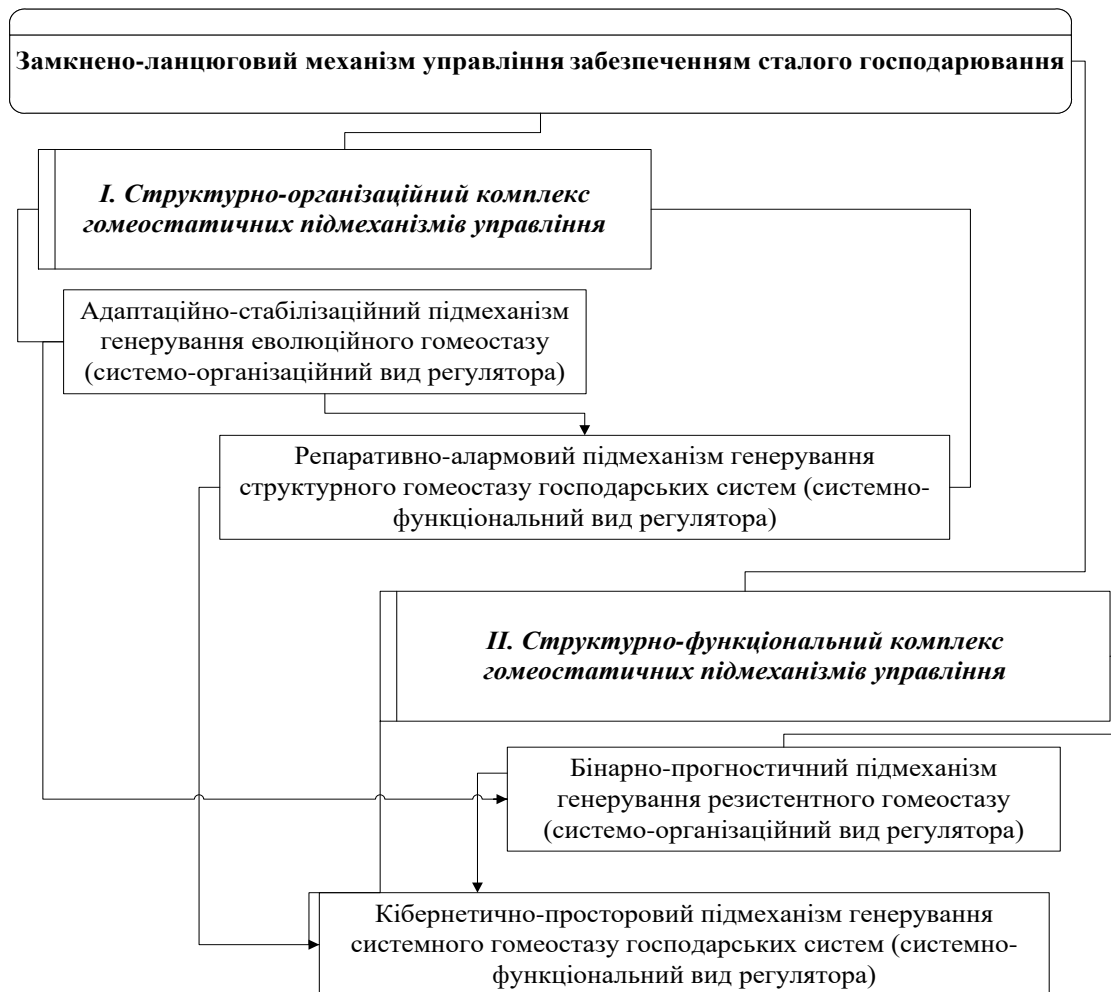 Замкнено-ланцюговий механізм управління забезпеченням сталого господарювання
І. Структурно-організаційний комплекс
гомеостатичних підмеханізмів управління
Адаптаційно-стабілізаційний підмеханізм
генерування еволюційного гомеостазу
(системо-організаційний вид регулятора)
Репаративно-алармовий підмеханізм генерування
структурного гомеостазу господарських систем (системно-
функціональний вид регулятора)
ІІ. Структурно-функціональний комплекс
гомеостатичних підмеханізмів управління
Бінарно-прогностичний підмеханізм
генерування резистентного гомеостазу
(системо-організаційний вид регулятора)
Кібернетично-просторовий підмеханізм генерування
системного гомеостазу господарських систем (системно-
функціональний вид регулятора)